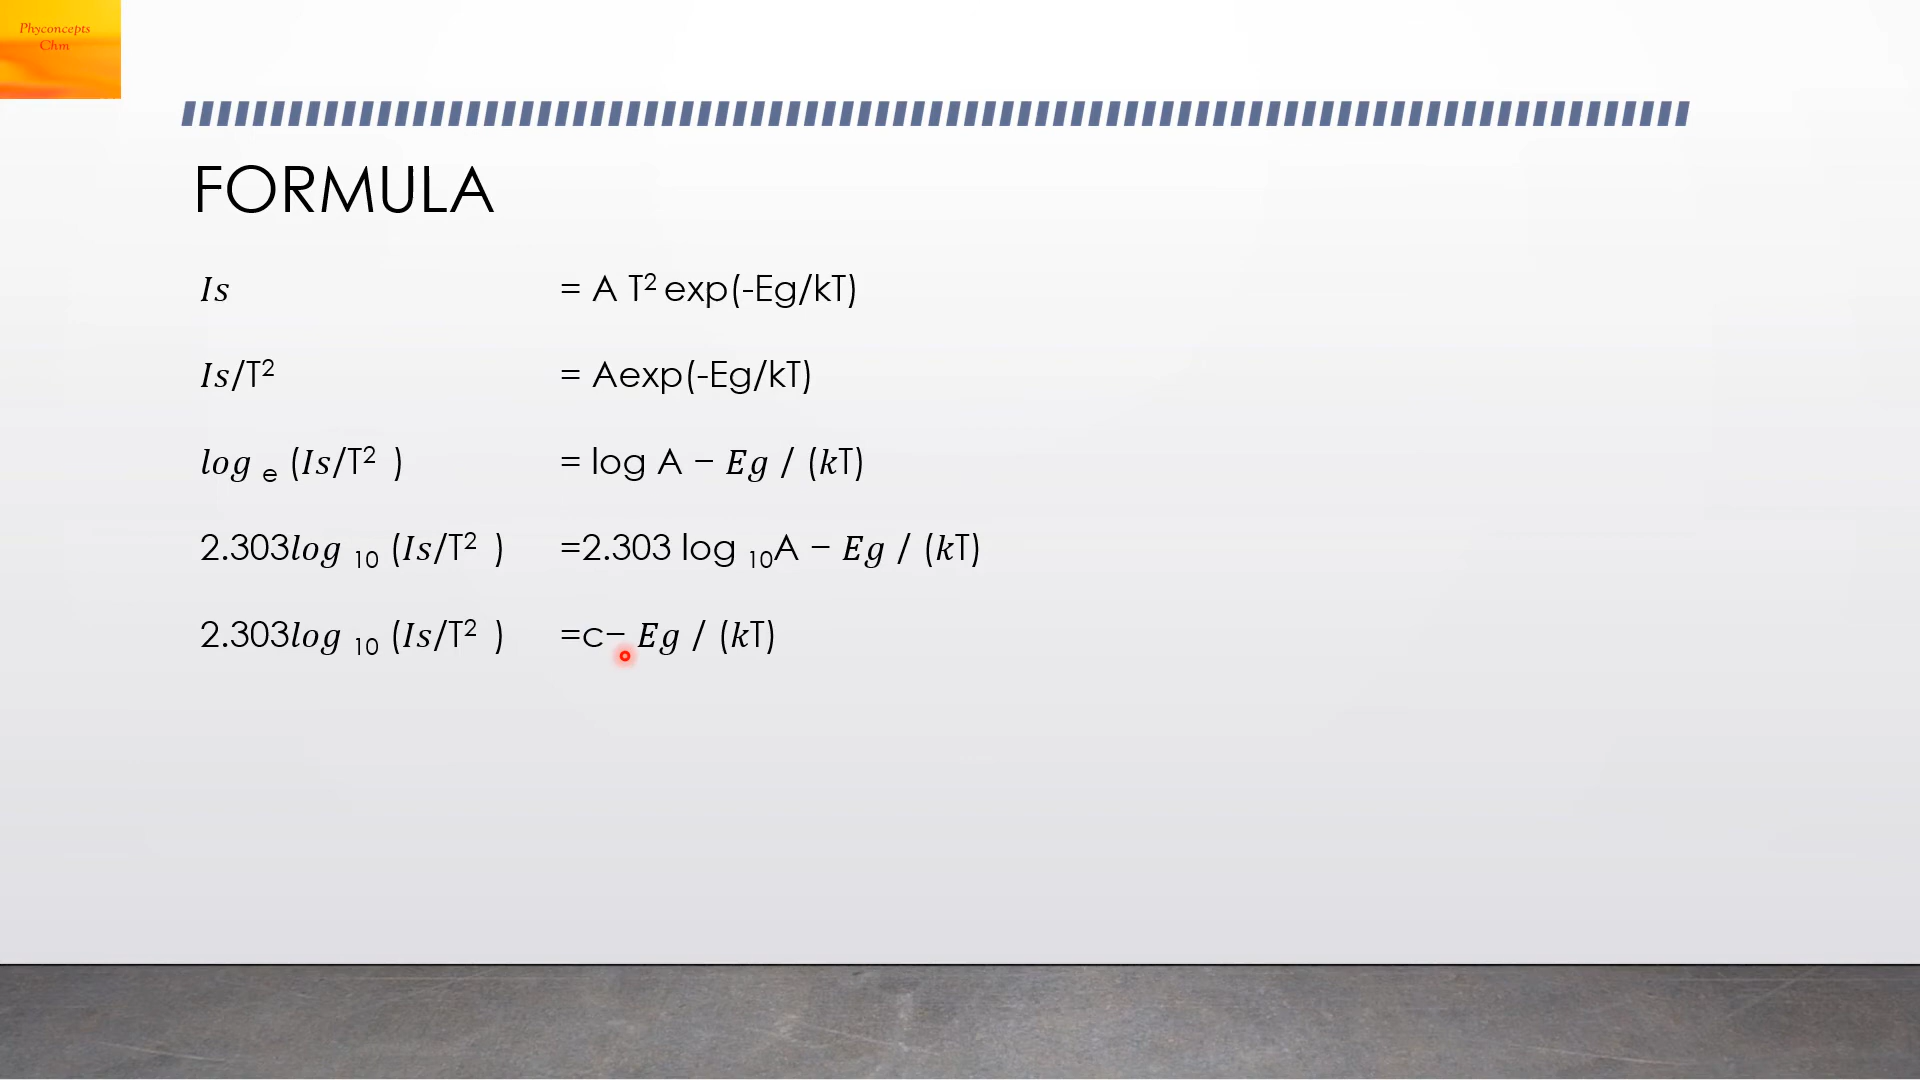 Phyconcepts
Chm
FORMULA
Is = A T² exp(-Eg/kT)
Is/T² = Aexp(-Eg/kT)
log e (Is/T² ) = log A − Eg / (kT)
2.303log 10 (Is/T² ) =2.303 log 10A − Eg / (kT)
2.303log 10 (Is/T² ) =c− Eg / (kT)